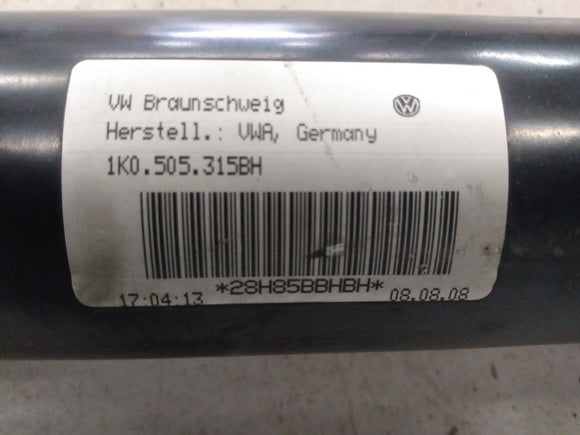 VW Braunschweig
Herstell.: VWA, Germany
1K0.505.315BH
*28H85BBHBH*
17:04:13 08.08.08